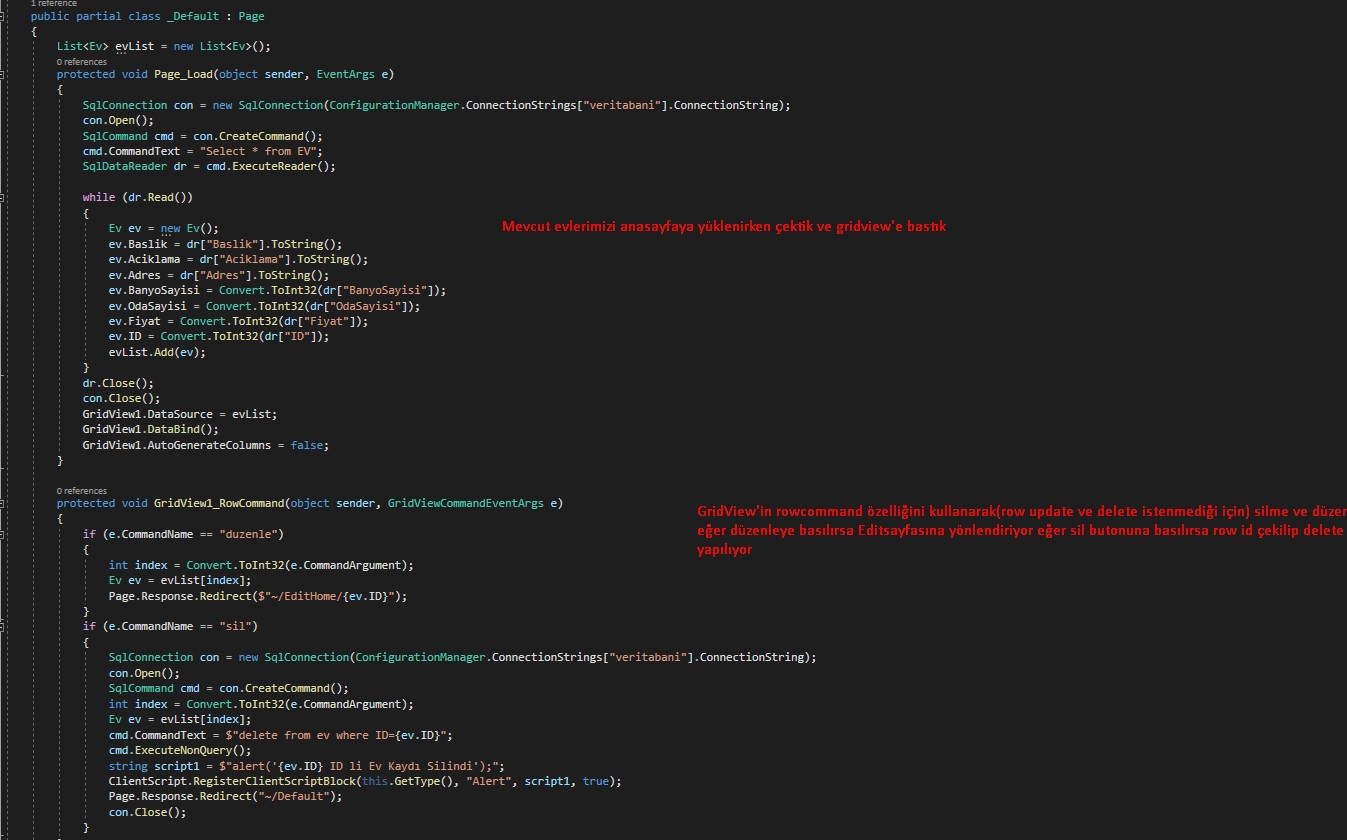 1 reference
public partial class _Default : Page
{
List<Ev> evList = new List<Ev>();
0 references
protected void Page_Load(object sender, EventArgs e)
{
SqlConnection con = new SqlConnection(ConfigurationManager.ConnectionStrings["veritabani"].ConnectionString);
con.Open();
SqlCommand cmd = con.CreateCommand();
cmd.CommandText = "Select * from EV";
SqlDataReader dr = cmd.ExecuteReader();
while (dr.Read())
{
Ev ev = new Ev();
Mevcut evlerimizi anasayfaya yüklenirken çektik ve gridview'e bastık
ev.Baslik = dr["Baslik"].ToString();
ev.Aciklama = dr["Aciklama"].ToString();
ev.Adres = dr["Adres"].ToString();
ev.BanyoSayisi = Convert.ToInt32(dr["BanyoSayisi"]);
ev.OdaSayisi = Convert.ToInt32(dr["OdaSayisi"]);
ev.Fiyat = Convert.ToInt32(dr["Fiyat"]);
ev.ID = Convert.ToInt32(dr["ID"]);
evList.Add(ev);
}
dr.Close();
con.Close();
GridView1.DataSource = evList;
GridView1.DataBind();
GridView1.AutoGenerateColumns = false;
}
0 references
protected void GridView1_RowCommand(object sender, GridViewCommandEventArgs e)
{
GridView'in rowcommand özelliğini kullanarak(row update ve delete istenmediği için) silme ve düzen
eğer düzenleye basılırsa Editsayfasına yönlendiriyor eğer sil butonuna basılırsa row id çekilip delete
yapılıyor
if (e.CommandName == "duzenle")
{
int index = Convert.ToInt32(e.CommandArgument);
Ev ev = evList[index];
Page.Response.Redirect($"~/EditHome/{ev.ID}");
}
if (e.CommandName == "sil")
{
SqlConnection con = new SqlConnection(ConfigurationManager.ConnectionStrings["veritabani"].ConnectionString);
con.Open();
SqlCommand cmd = con.CreateCommand();
int index = Convert.ToInt32(e.CommandArgument);
Ev ev = evList[index];
cmd.CommandText = $"delete from ev where ID={ev.ID}";
cmd.ExecuteNonQuery();
string script1 = $"alert('{ev.ID} ID li Ev Kaydı Silindi');";
ClientScript.RegisterClientScriptBlock(this.GetType(), "Alert", script1, true);
Page.Response.Redirect("~/Default");
con.Close();
}